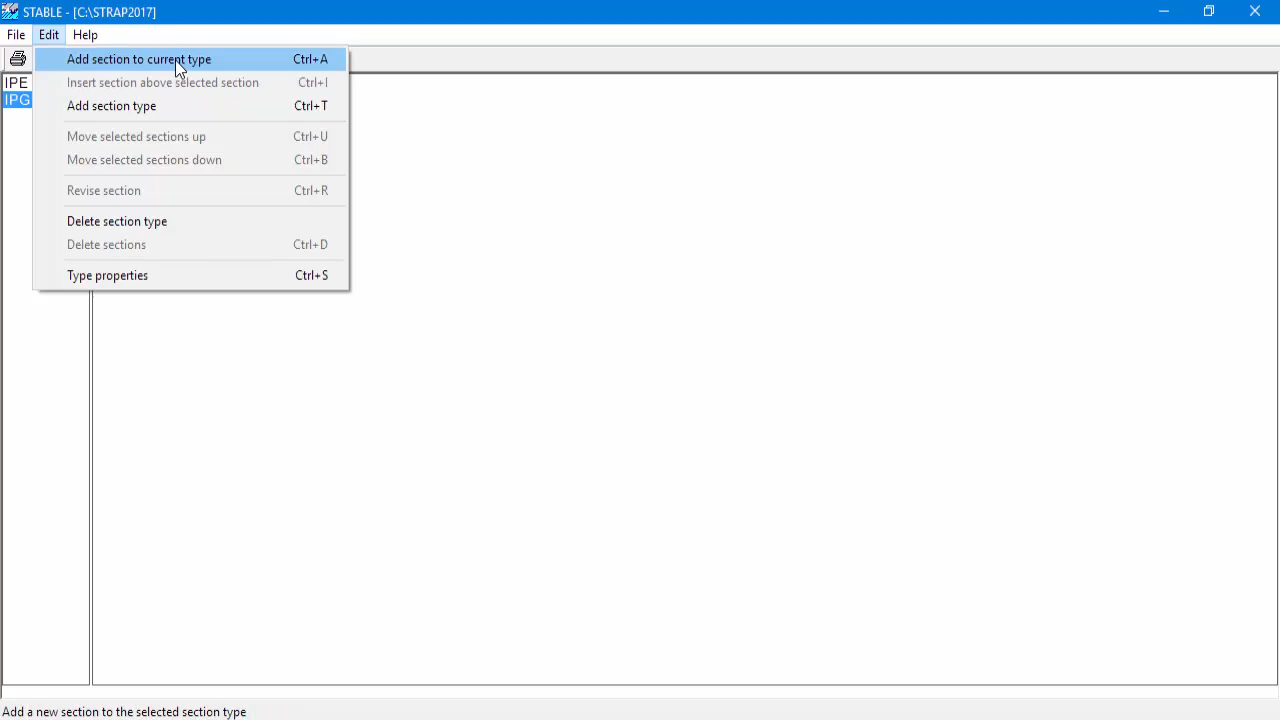 STABLE - [C:\STRAP2017]
File Edit Help
Add section to current type Ctrl+A
IPE Insert section above selected section Ctrl+I
IPG Add section type Ctrl+T
Move selected sections up Ctrl+U
Move selected sections down Ctrl+B
Revise section Ctrl+R
Delete section type
Delete sections Ctrl+D
Type properties Ctrl+S
Add a new section to the selected section type